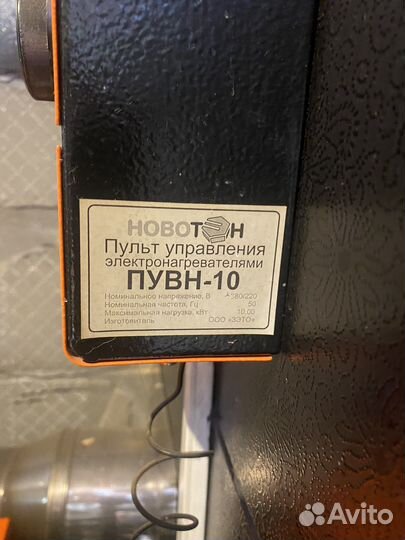 НОВОТЭН
Пульт управления
электронагревателями
ПУВН-10
Номинальное напряжение, В 380/220
Номинальная частота, Гц 50
Максимальная нагрузка, кВт 10.00
Изготовитель ООО «ЗЭТО»
Avito